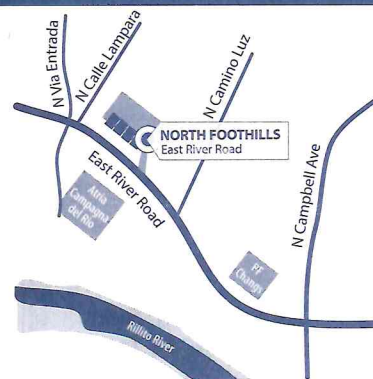 N Via Entrada
N Calle Lampara
N Camino Luz
NORTH FOOTHILLS
East River Road
East River Road
N Campbell Ave
Atria
Campagna
del Rio
PF
Changs
Rillito River